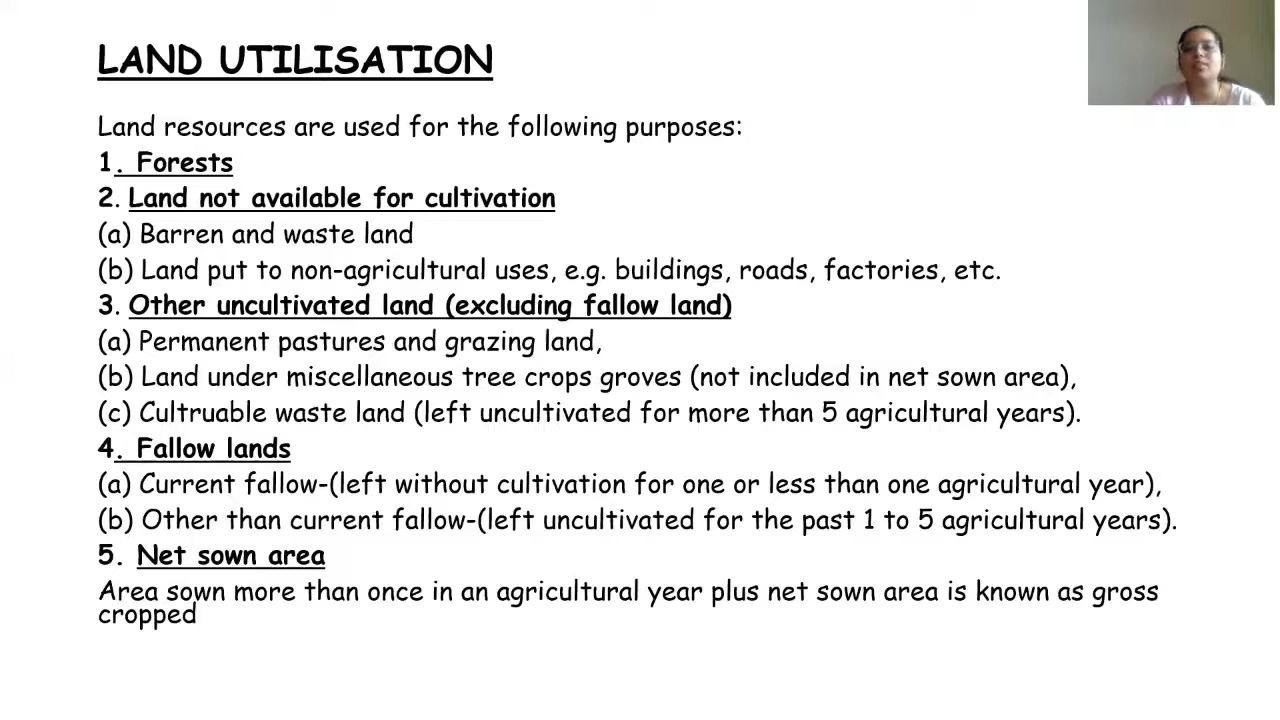 LAND UTILISATION
Land resources are used for the following purposes:
1. Forests
2. Land not available for cultivation
(a) Barren and waste land
(b) Land put to non-agricultural uses, e.g. buildings, roads, factories, etc.
3. Other uncultivated land (excluding fallow land)
(a) Permanent pastures and grazing land,
(b) Land under miscellaneous tree crops groves (not included in net sown area),
(c) Cultruable waste land (left uncultivated for more than 5 agricultural years).
4. Fallow lands
(a) Current fallow-(left without cultivation for one or less than one agricultural year),
(b) Other than current fallow-(left uncultivated for the past 1 to 5 agricultural years).
5. Net sown area
Area sown more than once in an agricultural year plus net sown area is known as gross
cropped